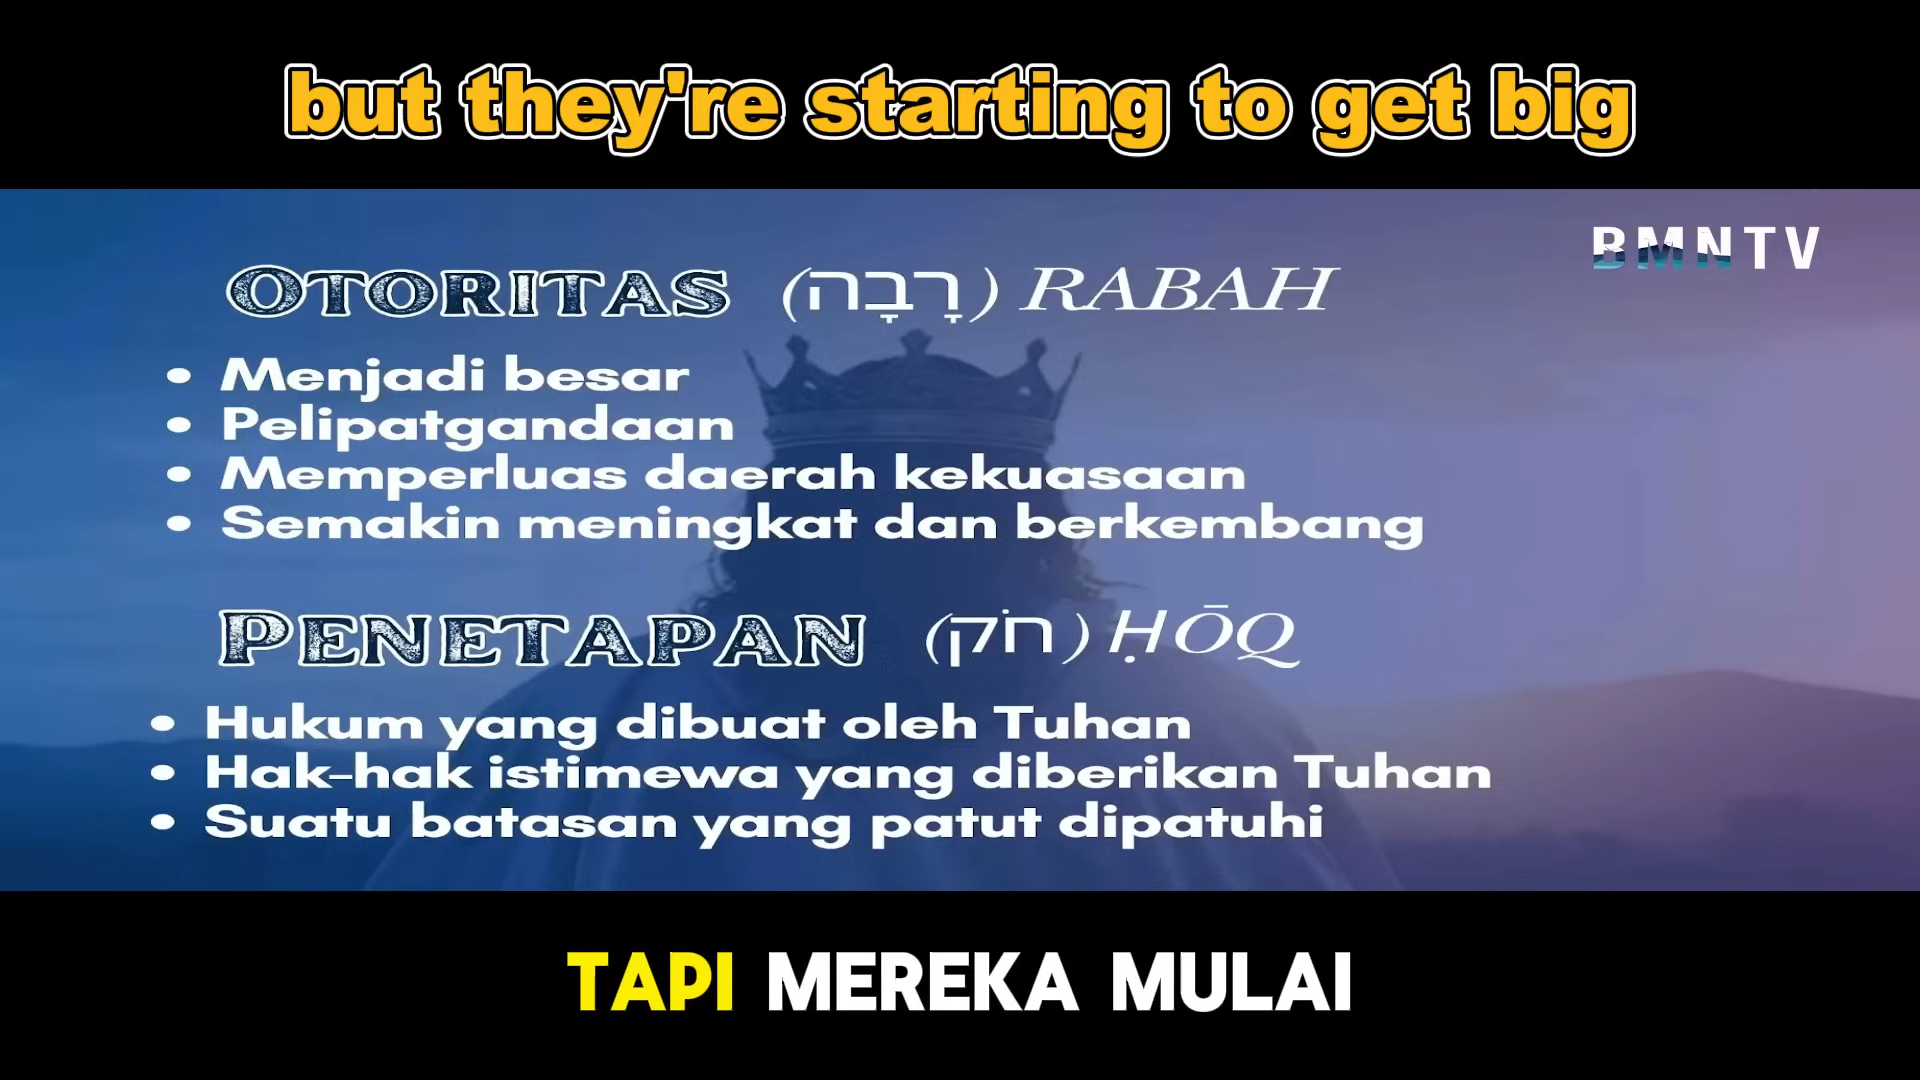 but they're starting to get big
BMNTV
OTORITAS (רָבָה) RABAH
• Menjadi besar
• Pelipatgandaan
• Memperluas daerah kekuasaan
• Semakin meningkat dan berkembang
PENETAPAN (חֹק) ḤŌQ
• Hukum yang dibuat oleh Tuhan
• Hak-hak istimewa yang diberikan Tuhan
• Suatu batasan yang patut dipatuhi
TAPI MEREKA MULAI